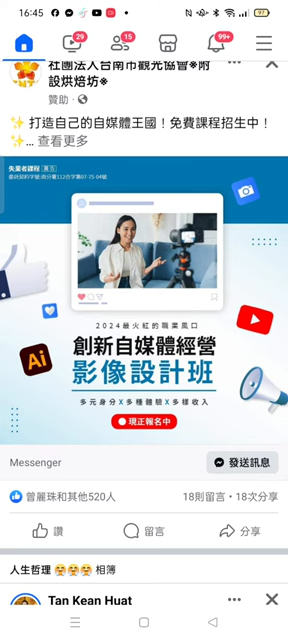 16:45
97
29
15
99+
社團法人台南市觀光協會※附
設烘焙坊※
贊助
✨ 打造自己的自媒體王國！免費課程招生中！
✨… 查看更多
失業者課程 廣告
2024最火紅的職業風口
創新自媒體經營
影像設計班
多元身分X多種體驗X多樣收入
現正報名中
Ai
Messenger
發送訊息
曾麗珠和其他520人
18則留言・18次分享
讚
留言
分享
人生哲理 🤣🤣🤣 相簿
Tan Kean Huat